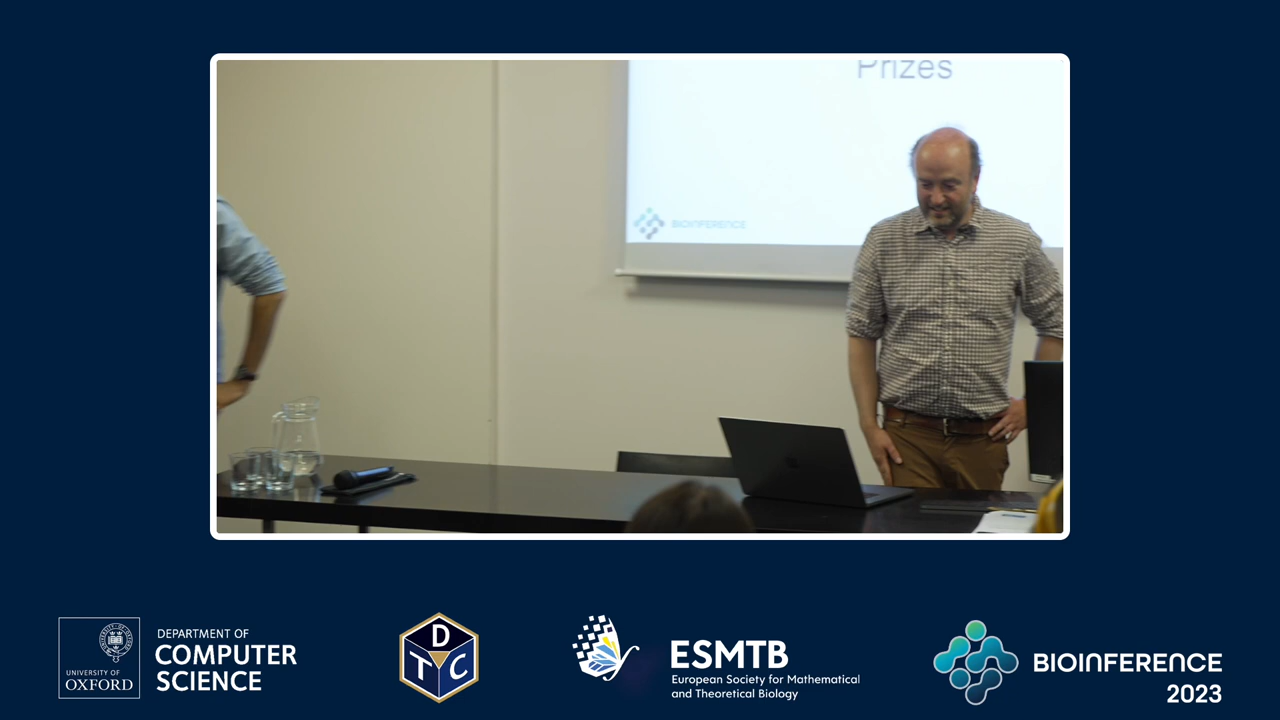 Prizes
BIOINFERENCE
UNIVERSITY OF
OXFORD
DEPARTMENT OF
COMPUTER
SCIENCE
D
T C
ESMTB
European Society for Mathematical
and Theoretical Biology
BIOINFERENCE
2023